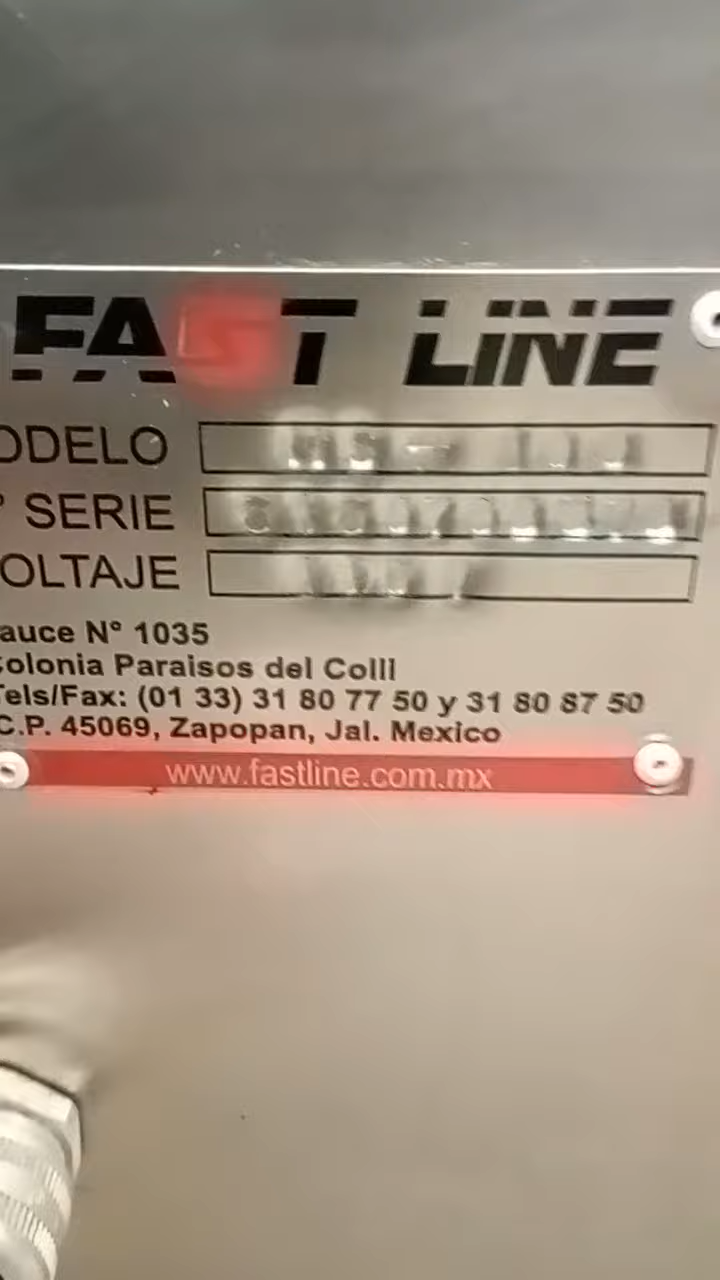 FAST LINE
ODELO
° SERIE
OLTAJE
auce N° 1035
olonia Paraisos del Colli
Tels/Fax: (01 33) 31 80 77 50 y 31 80 87 50
C.P. 45069, Zapopan, Jal. Mexico
www.fastline.com.mx